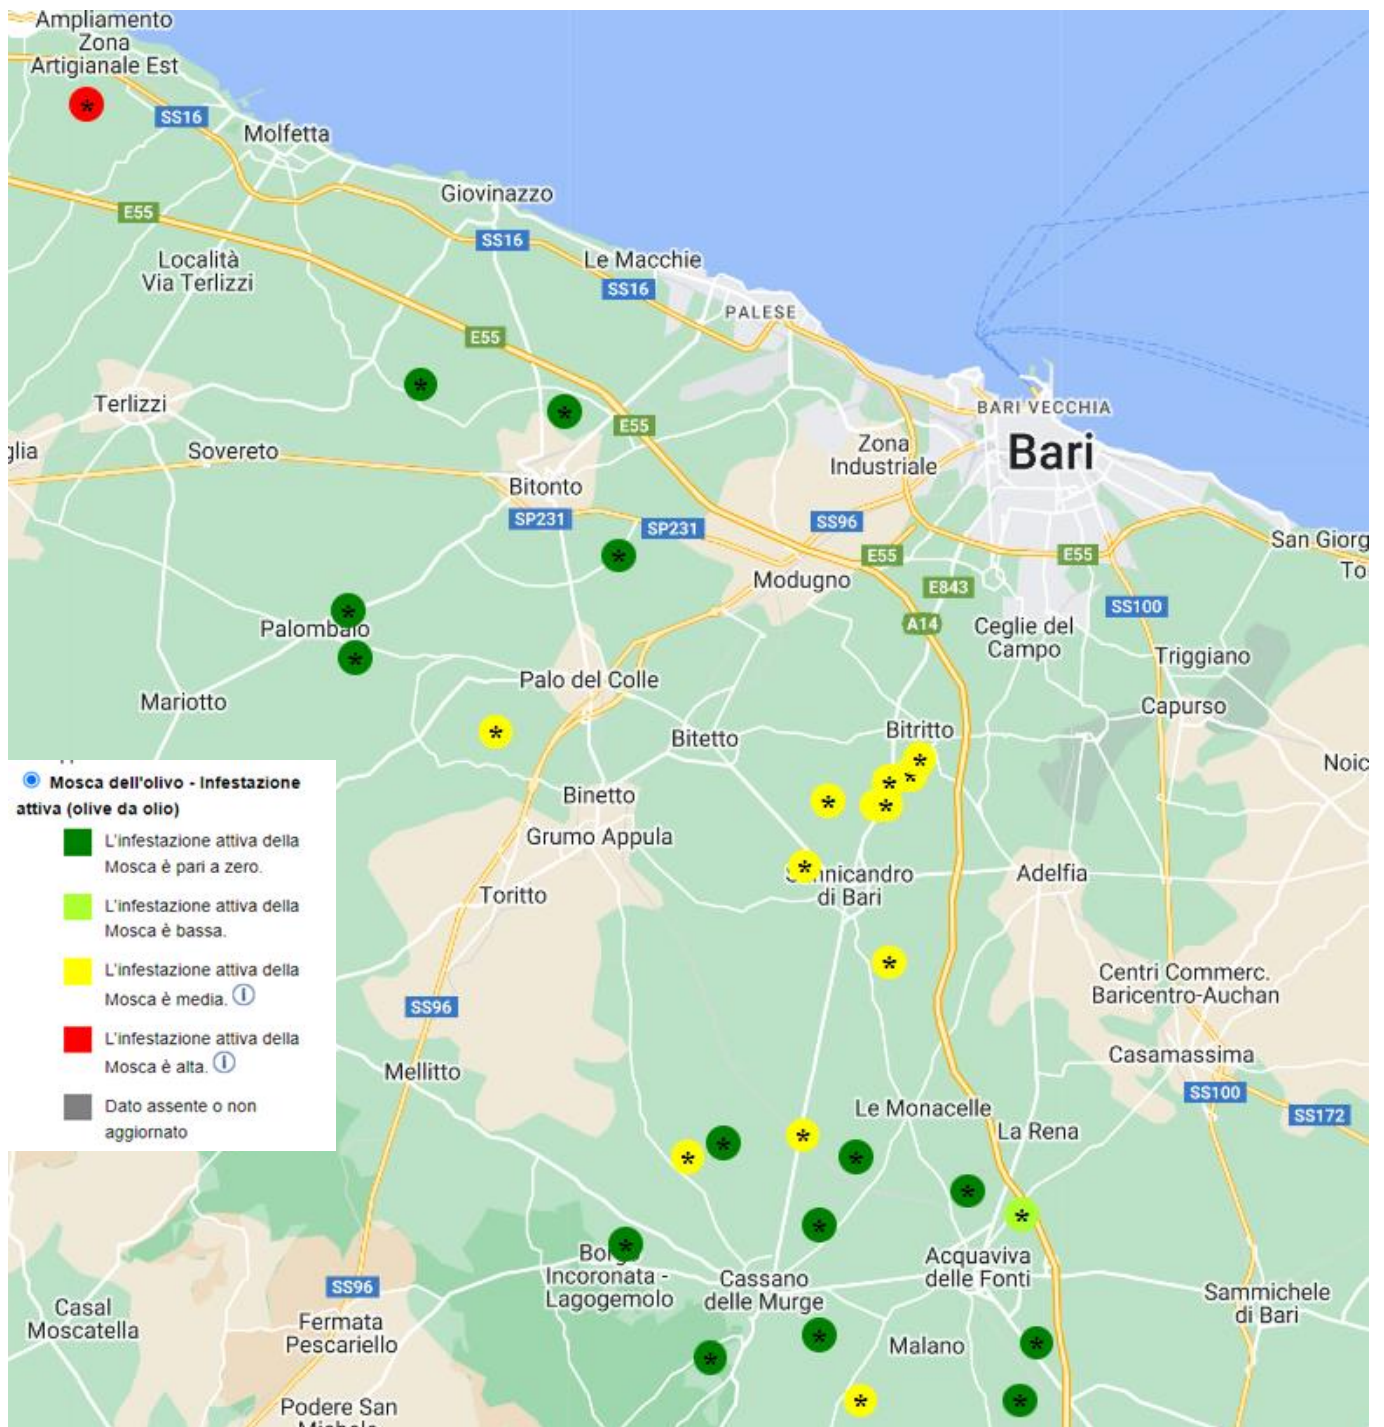 Ampliamento
Zona
Artigianale Est
*
SS16
Molfetta
Giovinazzo
E55
SS16
Località
Via Terlizzi
Le Macchie
SS16
PALESE
E55
*
Terlizzi
*
BARI VECCHIA
E55
Zona
Industriale
Bari
glia
Sovereto
Bitonto
SP231
SP231
SS96
San Giorg
To
*
E55
E55
Modugno
E843
SS100
*
Palombaio
A14
Ceglie del
Campo
*
Triggiano
Palo del Colle
Mariotto
Capurso
*
Bitetto
Bitritto
*
*
*
*
*
Noic
Mosca dell'olivo - Infestazione
attiva (olive da olio)
L'infestazione attiva della
Mosca è pari a zero.
L'infestazione attiva della
Mosca è bassa.
L'infestazione attiva della
Mosca è media. i
L'infestazione attiva della
Mosca è alta. i
Dato assente o non
aggiornato
Binetto
Grumo Appula
*
nnicandro
di Bari
Adelfia
Toritto
*
Centri Commerc.
Baricentro-Auchan
SS96
Casamassima
Mellitto
SS100
Le Monacelle
SS172
La Rena
*
*
*
*
*
*
*
*
Bor
Incoronata -
Lagogemolo
Acquaviva
delle Fonti
Cassano
delle Murge
SS96
Sammichele
di Bari
Casal
Moscatella
Fermata
Pescariello
*
Malano
*
*
*
*
Podere San